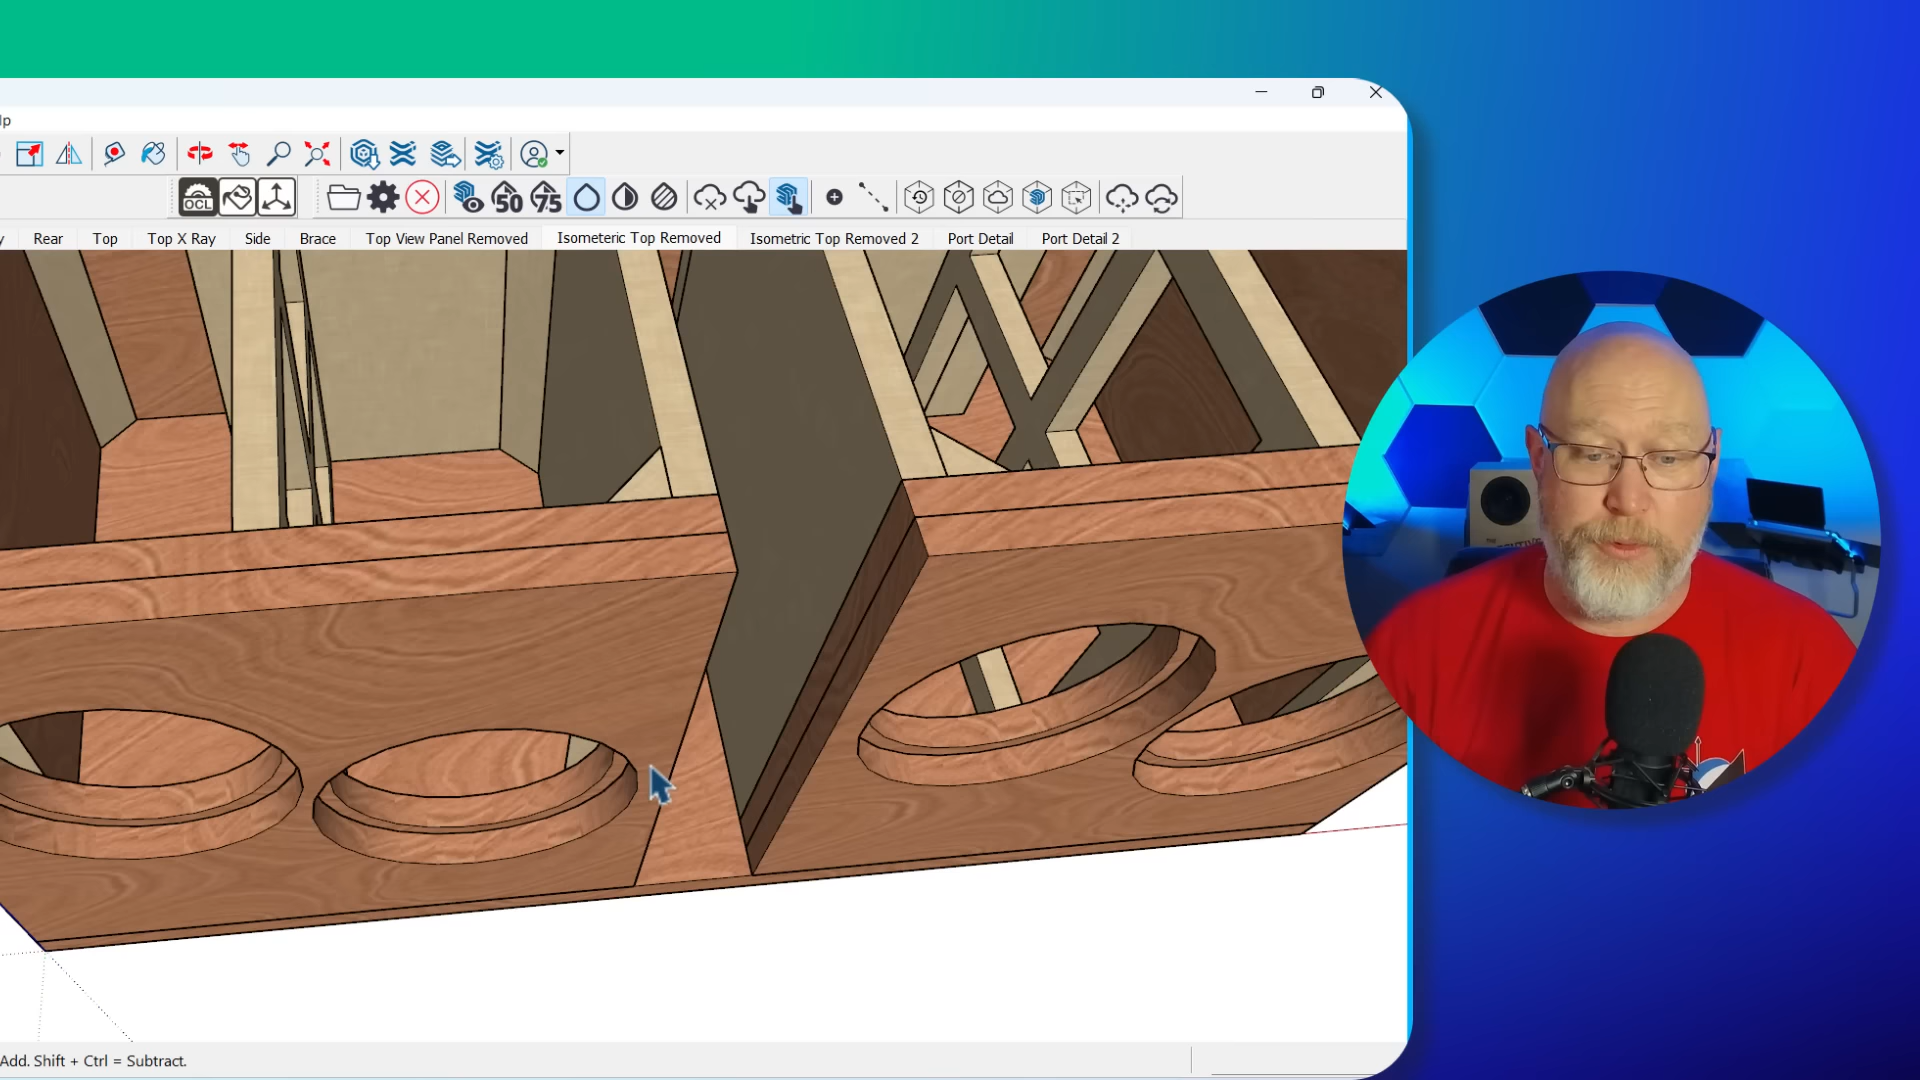 lp
OCL
50 75
y Rear Top Top X Ray Side Brace Top View Panel Removed Isometeric Top Removed Isometric Top Removed 2 Port Detail Port Detail 2
Add. Shift + Ctrl = Subtract.